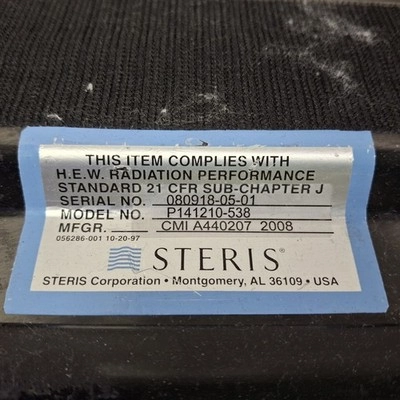 THIS ITEM COMPLIES WITH
H.E.W. RADIATION PERFORMANCE
STANDARD 21 CFR SUB-CHAPTER J
SERIAL NO. 080918-05-01
MODEL NO. P141210-538
MFGR. CMI A440207 2008
056286-001 10-20-97
STERIS®
STERIS Corporation • Montgomery, AL 36109 • USA